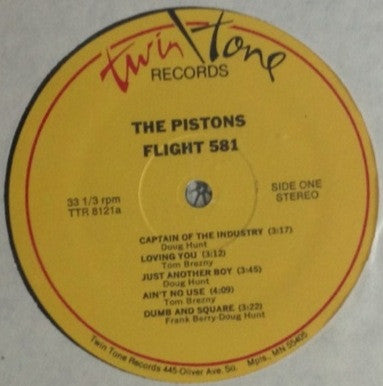 twin/tone
RECORDS
THE PISTONS
FLIGHT 581
33 1/3 rpm
TTR 8121a
SIDE ONE
STEREO
CAPTAIN OF THE INDUSTRY (3:17)
Doug Hunt
LOVING YOU (3:12)
Tom Brezny
JUST ANOTHER BOY (3:45)
Doug Hunt
AIN'T NO USE (4:09)
Tom Brezny
DUMB AND SQUARE (3:22)
Frank Berry-Doug Hunt
Twin Tone Records 445 Oliver Ave. So. Mpls., MN 55405